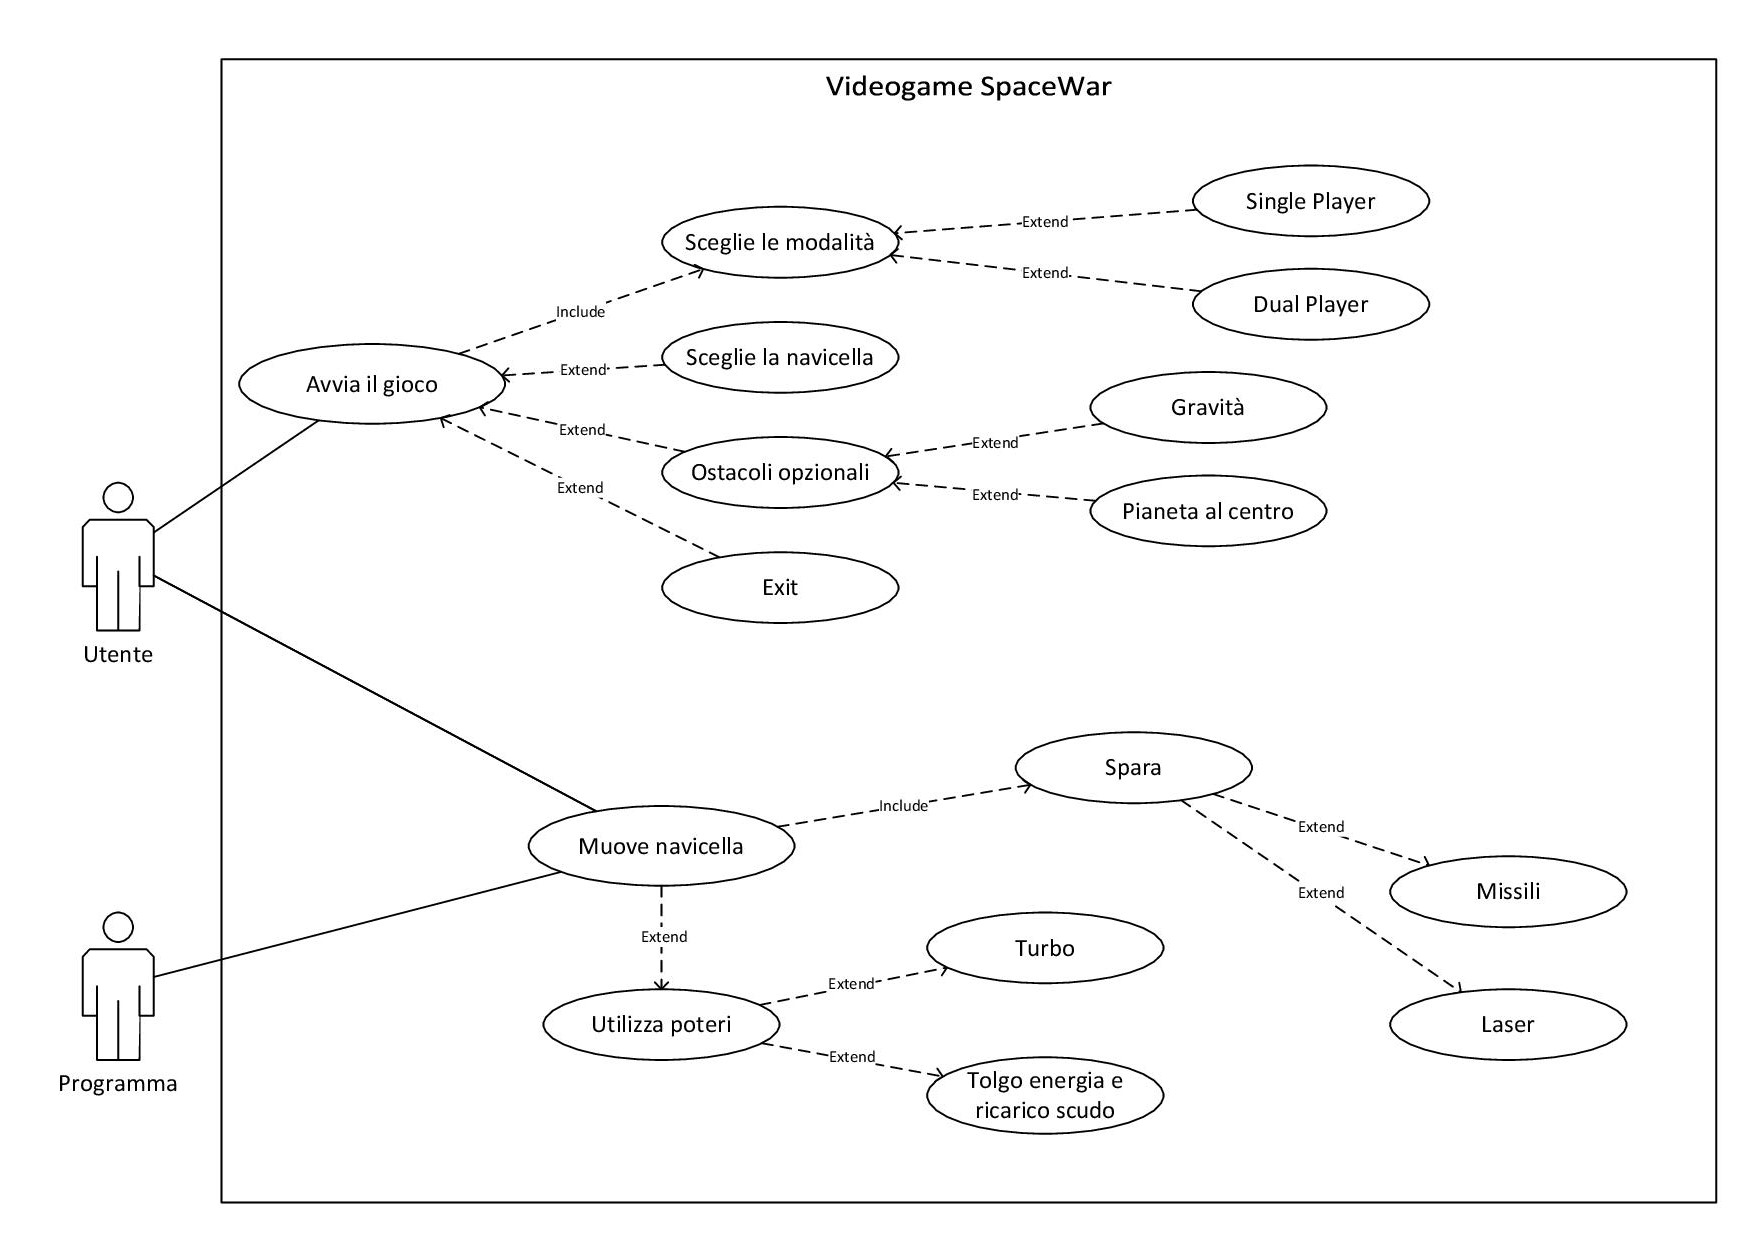 Videogame SpaceWar
Single Player
Extend
Sceglie le modalità
Extend
Dual Player
Include
Sceglie la navicella
Extend
Avvia il gioco
Gravità
Extend
Extend
Ostacoli opzionali
Extend
Extend
Pianeta al centro
Exit
Utente
Spara
Include
Extend
Muove navicella
Extend
Missili
Extend
Turbo
Extend
Utilizza poteri
Laser
Extend
Programma
Tolgo energia e
ricarico scudo